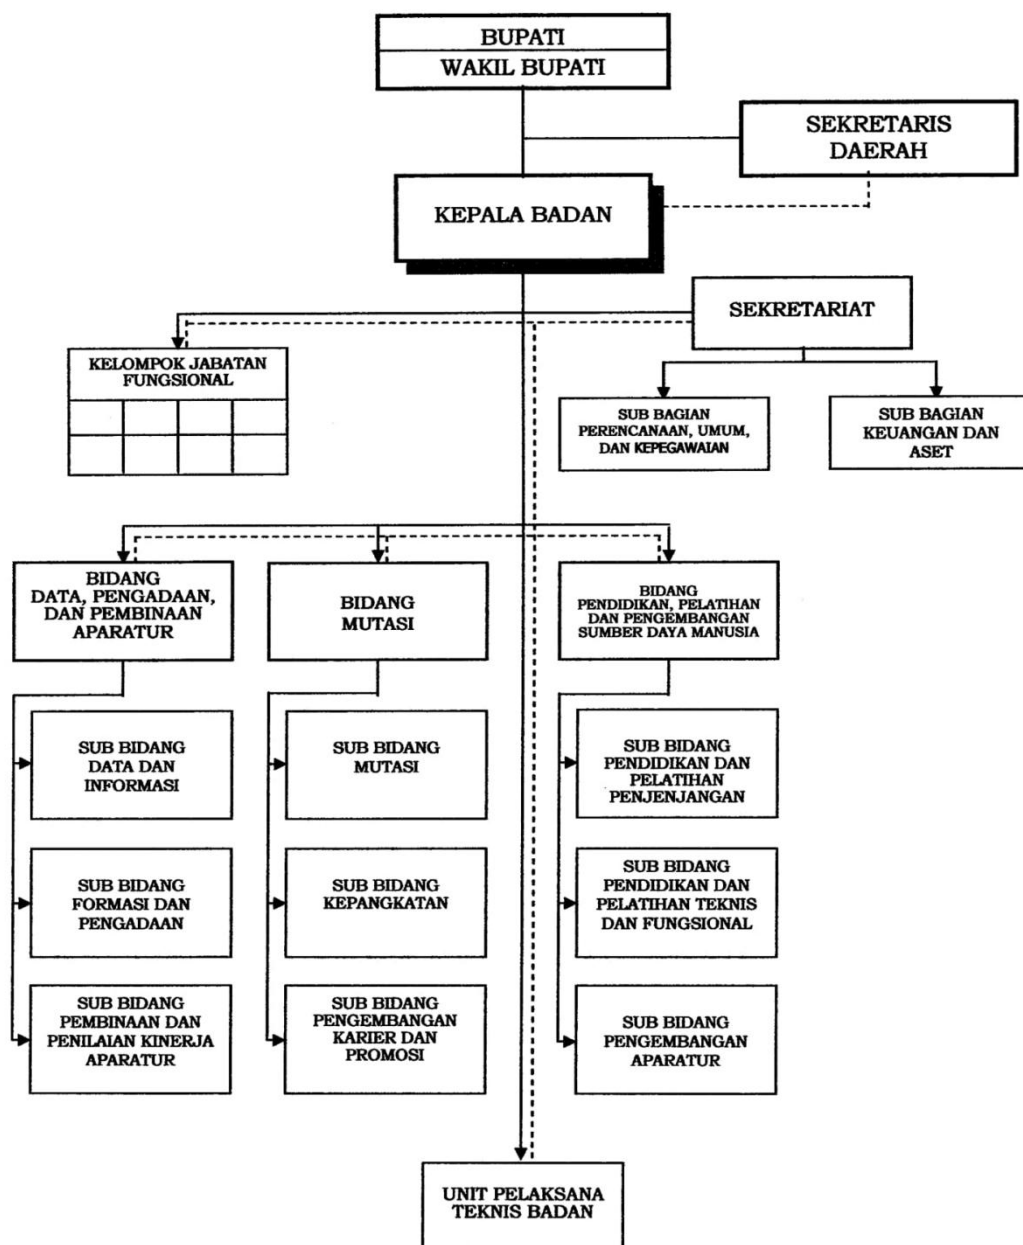 BUPATI
WAKIL BUPATI
SEKRETARIS
DAERAH
KEPALA BADAN
SEKRETARIAT
KELOMPOK JABATAN
FUNGSIONAL
SUB BAGIAN
PERENCANAAN, UMUM,
DAN KEPEGAWAIAN
SUB BAGIAN
KEUANGAN DAN
ASET
BIDANG
DATA, PENGADAAN,
DAN PEMBINAAN
APARATUR
BIDANG
MUTASI
BIDANG
PENDIDIKAN, PELATIHAN
DAN PENGEMBANGAN
SUMBER DAYA MANUSIA
SUB BIDANG
DATA DAN
INFORMASI
SUB BIDANG
MUTASI
SUB BIDANG
PENDIDIKAN DAN
PELATIHAN
PENJENJANGAN
SUB BIDANG
FORMASI DAN
PENGADAAN
SUB BIDANG
KEPANGKATAN
SUB BIDANG
PENDIDIKAN DAN
PELATIHAN TEKNIS
DAN FUNGSIONAL
SUB BIDANG
PEMBINAAN DAN
PENILAIAN KINERJA
APARATUR
SUB BIDANG
PENGEMBANGAN
KARIER DAN
PROMOSI
SUB BIDANG
PENGEMBANGAN
APARATUR
UNIT PELAKSANA
TEKNIS BADAN